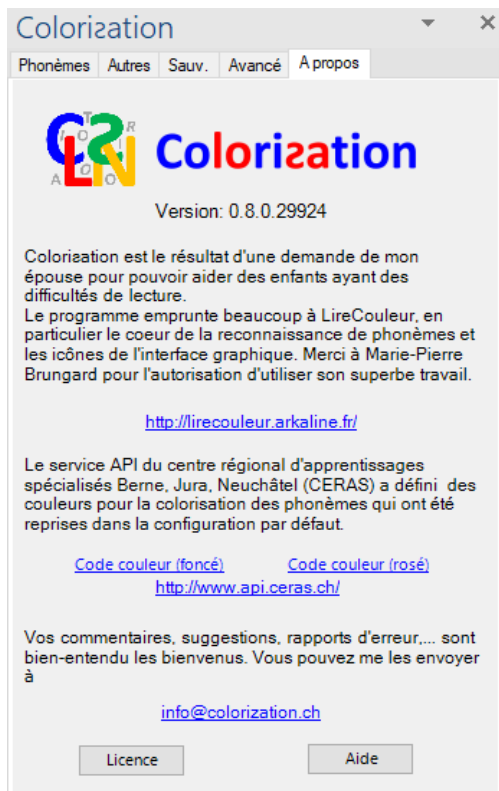 Coloriƨation
Phonèmes Autres Sauv. Avancé A propos
Coloriƨation
Version: 0.8.0.29924
Coloriƨation est le résultat d'une demande de mon
épouse pour pouvoir aider des enfants ayant des
difficultés de lecture.
Le programme emprunte beaucoup à LireCouleur, en
particulier le coeur de la reconnaissance de phonèmes et
les icônes de l'interface graphique. Merci à Marie-Pierre
Brungard pour l'autorisation d'utiliser son superbe travail.
http://lirecouleur.arkaline.fr/
Le service API du centre régional d'apprentissages
spécialisés Berne, Jura, Neuchâtel (CERAS) a défini des
couleurs pour la colorisation des phonèmes qui ont été
reprises dans la configuration par défaut.
Code couleur (foncé) Code couleur (rosé)
http://www.api.ceras.ch/
Vos commentaires, suggestions, rapports d'erreur,... sont
bien-entendu les bienvenus. Vous pouvez me les envoyer
à
info@colorization.ch
Licence Aide